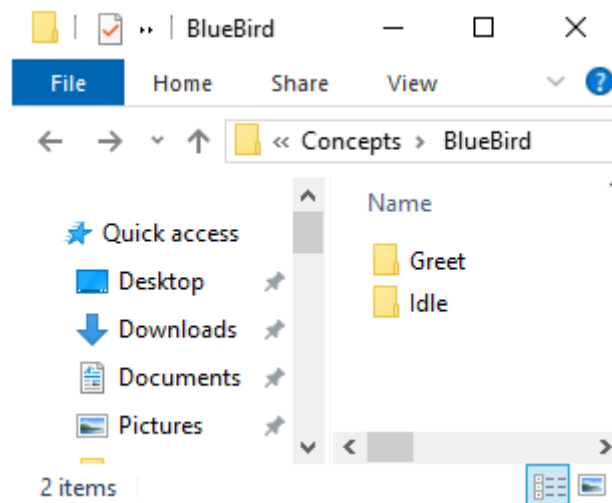 BlueBird
File Home Share View
« Concepts > BlueBird
Name
Quick access
Desktop
Downloads
Documents
Pictures
Greet
Idle
2 items